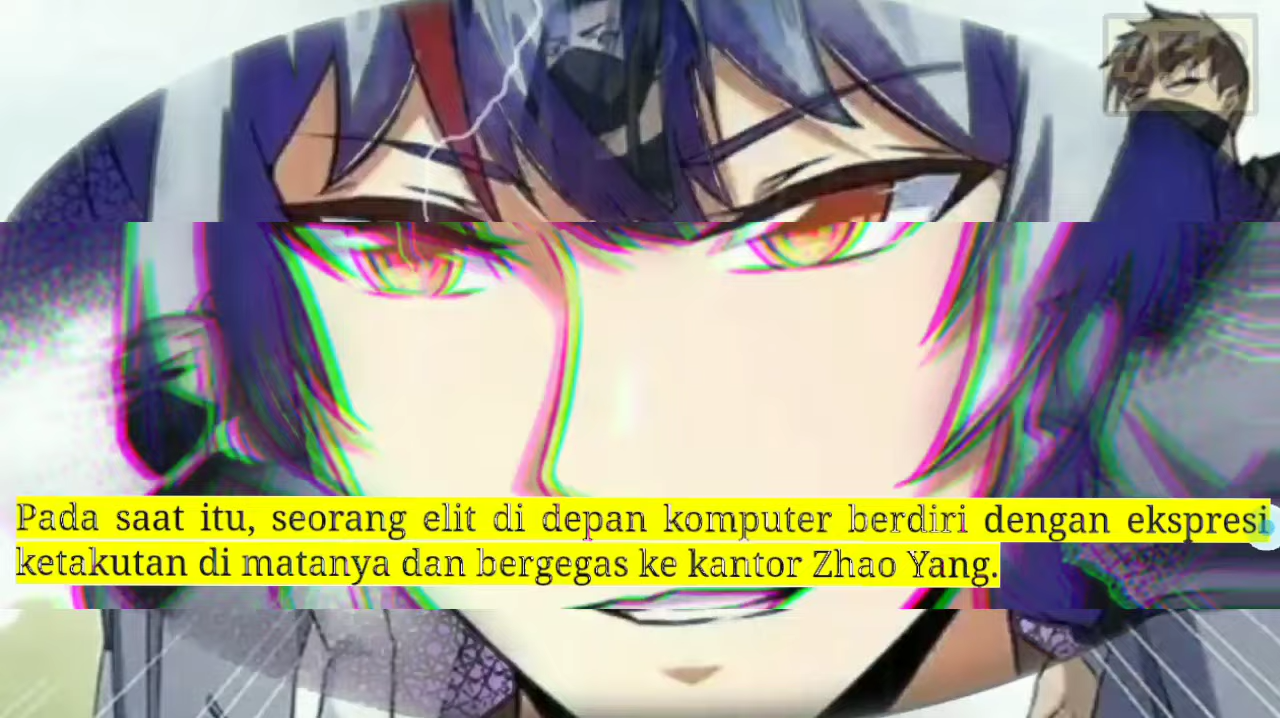 Pada saat itu, seorang elit di depan komputer berdiri dengan ekspresi
ketakutan di matanya dan bergegas ke kantor Zhao Yang.